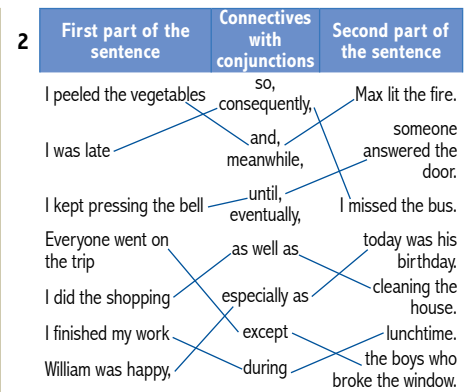 2
First part of the
sentence
Connectives
with
conjunctions
Second part of
the sentence
I peeled the vegetables
so,
consequently,
Max lit the fire.
I was late
and,
meanwhile,
someone
answered the
door.
I kept pressing the bell
until,
eventually,
I missed the bus.
Everyone went on
the trip
as well as
today was his
birthday.
I did the shopping
especially as
cleaning the
house.
I finished my work
except
lunchtime.
William was happy,
during
the boys who
broke the window.